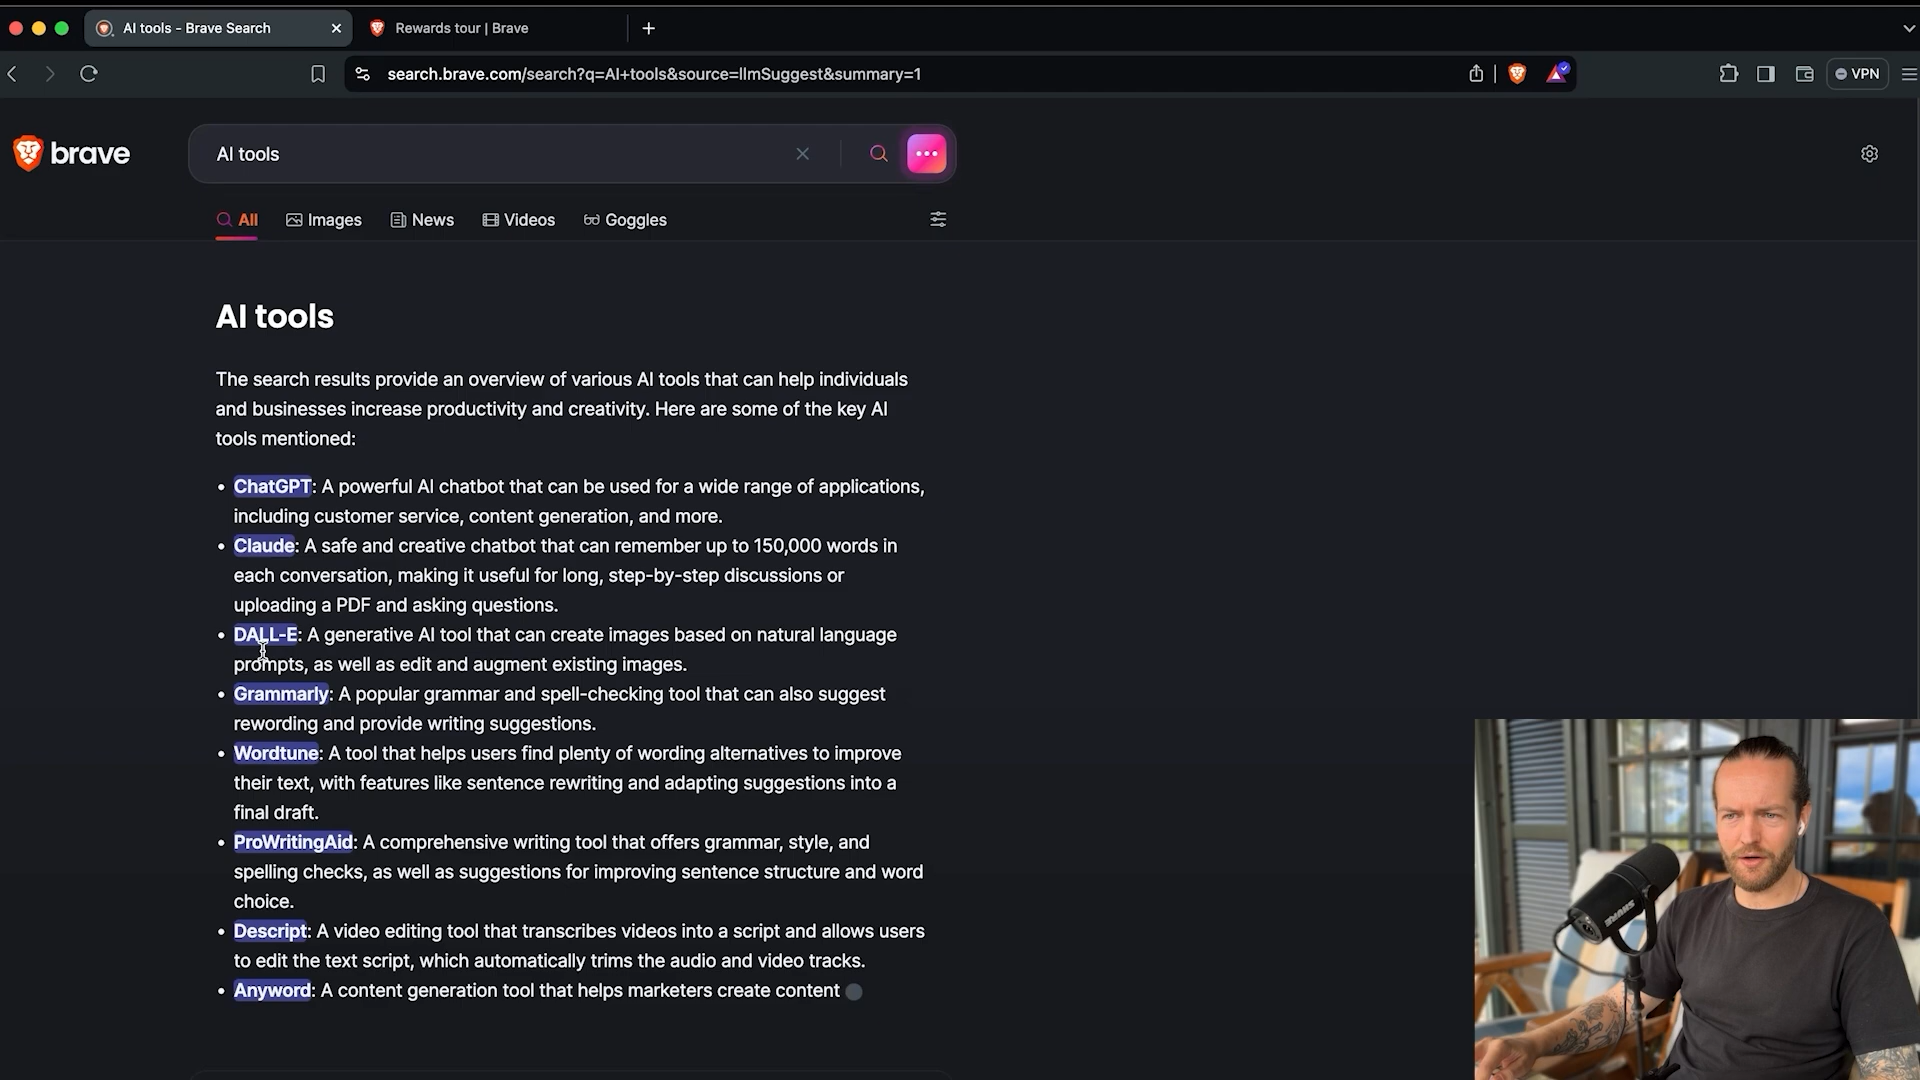 AI tools - Brave Search
Rewards tour | Brave
search.brave.com/search?q=AI+tools&source=llmSuggest&summary=1
VPN
brave
AI tools
All
Images
News
Videos
Goggles
AI tools
The search results provide an overview of various AI tools that can help individuals
and businesses increase productivity and creativity. Here are some of the key AI
tools mentioned:
• ChatGPT: A powerful AI chatbot that can be used for a wide range of applications,
including customer service, content generation, and more.
• Claude: A safe and creative chatbot that can remember up to 150,000 words in
each conversation, making it useful for long, step-by-step discussions or
uploading a PDF and asking questions.
• DALL-E: A generative AI tool that can create images based on natural language
prompts, as well as edit and augment existing images.
• Grammarly: A popular grammar and spell-checking tool that can also suggest
rewording and provide writing suggestions.
• Wordtune: A tool that helps users find plenty of wording alternatives to improve
their text, with features like sentence rewriting and adapting suggestions into a
final draft.
• ProWritingAid: A comprehensive writing tool that offers grammar, style, and
spelling checks, as well as suggestions for improving sentence structure and word
choice.
• Descript: A video editing tool that transcribes videos into a script and allows users
to edit the text script, which automatically trims the audio and video tracks.
• Anyword: A content generation tool that helps marketers create content
SHURE